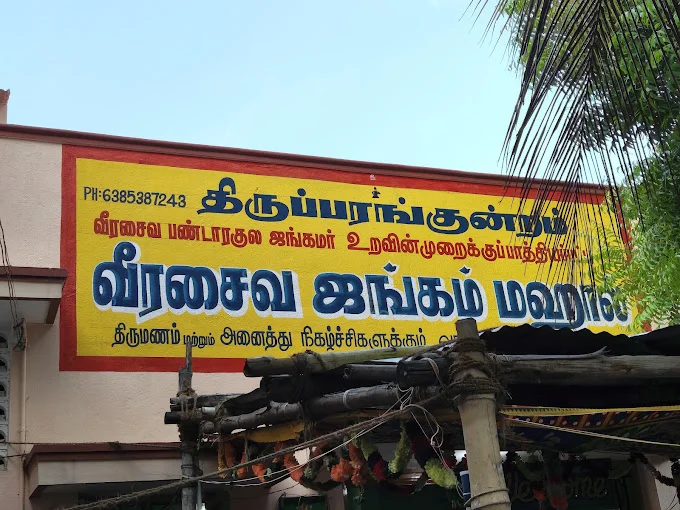 PH:6385387243 திருப்பரங்குன்றம்
வீரசைவ பண்டாரகுல ஜங்கமர் உறவின்முறைக்குப்பாத்தியப்பட்ட
வீரசைவ ஜங்கம் மஹால்
திருமணம் மற்றும் அனைத்து நிகழ்ச்சிகளுக்கும்
Welcome